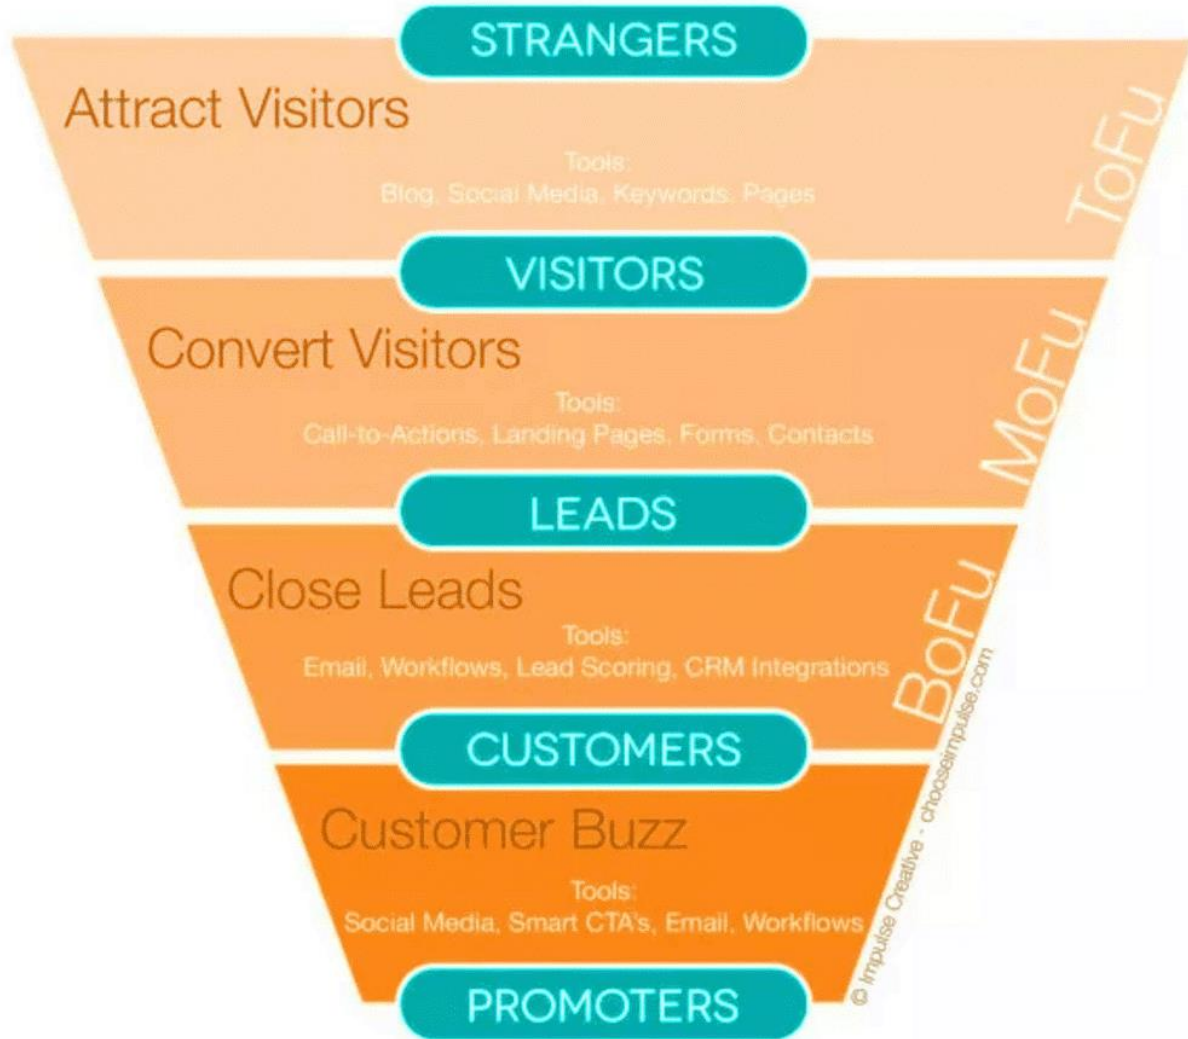 STRANGERS
Attract Visitors
Tools:
Blog, Social Media, Keywords, Pages
ToFu
VISITORS
Convert Visitors
Tools:
Call-to-Actions, Landing Pages, Forms, Contacts
MoFu
LEADS
Close Leads
Tools:
Email, Workflows, Lead Scoring, CRM Integrations
BoFu
CUSTOMERS
Customer Buzz
Tools:
Social Media, Smart CTA's, Email, Workflows
© Impulse Creative - chooseimpulse.com
PROMOTERS